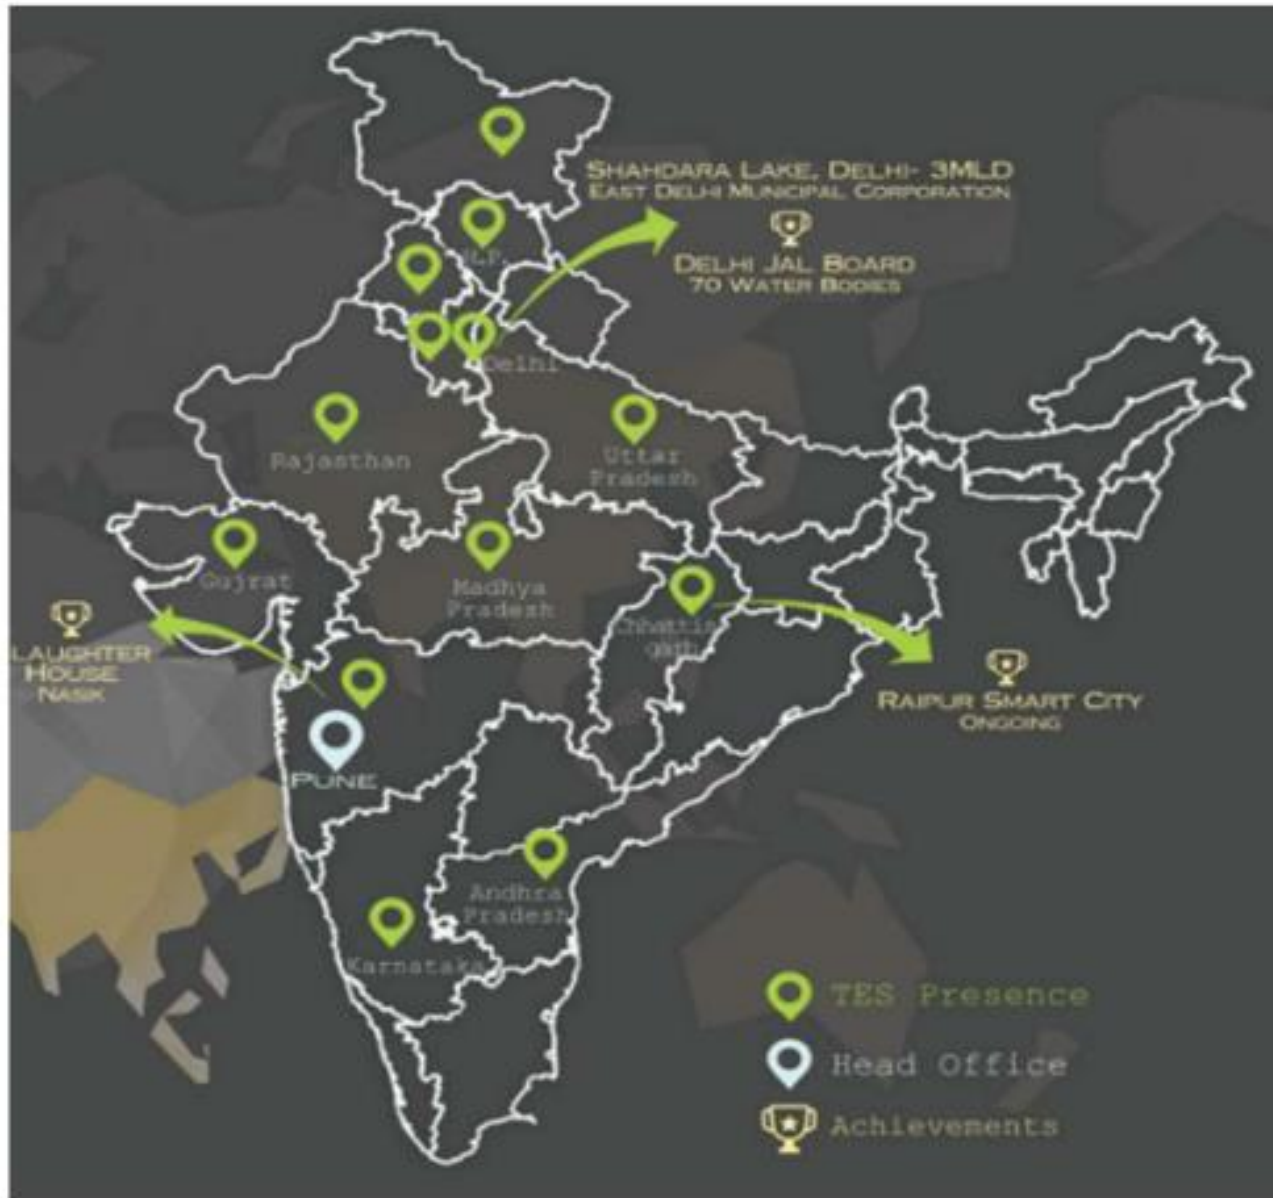 SHAHDARA LAKE, DELHI- 3MLD
EAST DELHI MUNICIPAL CORPORATION
DELHI JAL BOARD
70 WATER BODIES
H.P.
Delhi
Rajasthan
Uttar
Pradesh
Gujrat
Madhya
Pradesh
Chhattis
garh
LAUGHTER
HOUSE
NASIK
RAIPUR SMART CITY
ONGOING
PUNE
Andhra
Pradesh
Karnataka
TES Presence
Head Office
Achievements